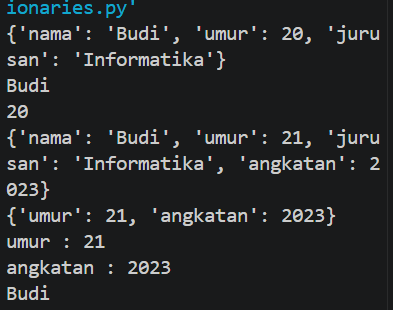 ionaries.py'
{'nama': 'Budi', 'umur': 20, 'juru
san': 'Informatika'}
Budi
20
{'nama': 'Budi', 'umur': 21, 'juru
san': 'Informatika', 'angkatan': 2
023}
{'umur': 21, 'angkatan': 2023}
umur : 21
angkatan : 2023
Budi